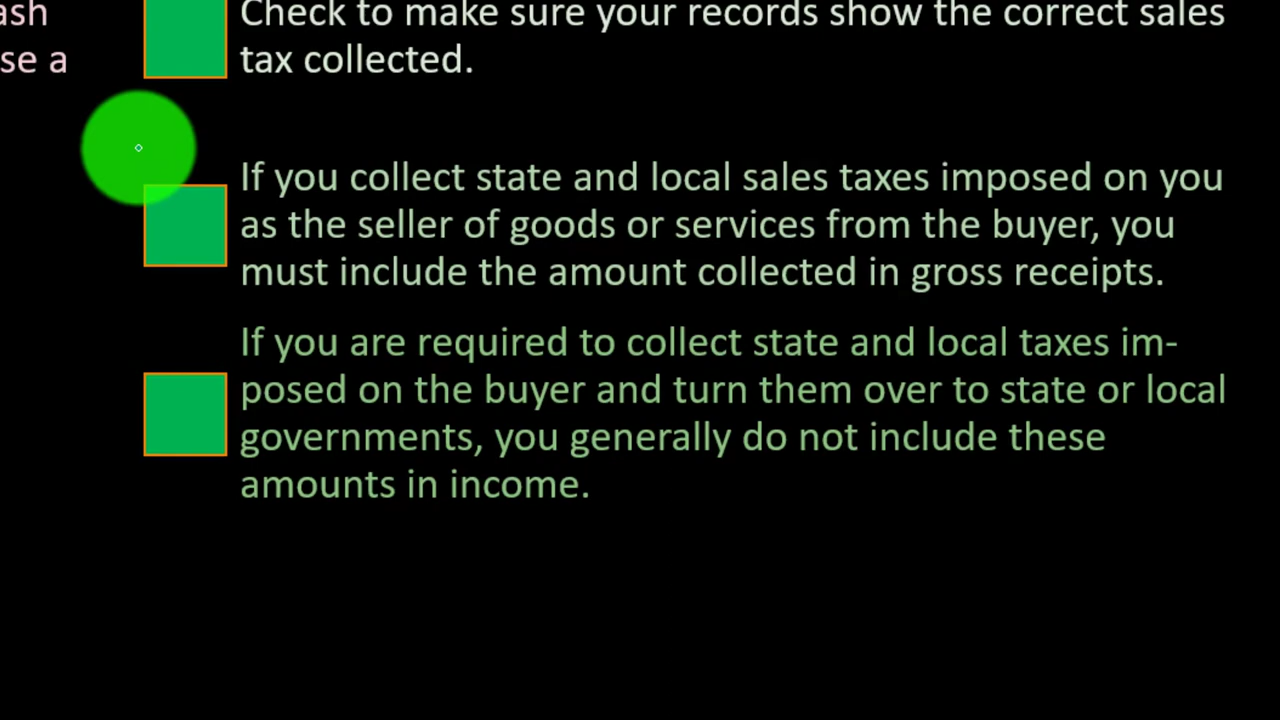 ash
se a
Check to make sure your records show the correct sales
tax collected.
If you collect state and local sales taxes imposed on you
as the seller of goods or services from the buyer, you
must include the amount collected in gross receipts.
If you are required to collect state and local taxes im-
posed on the buyer and turn them over to state or local
governments, you generally do not include these
amounts in income.